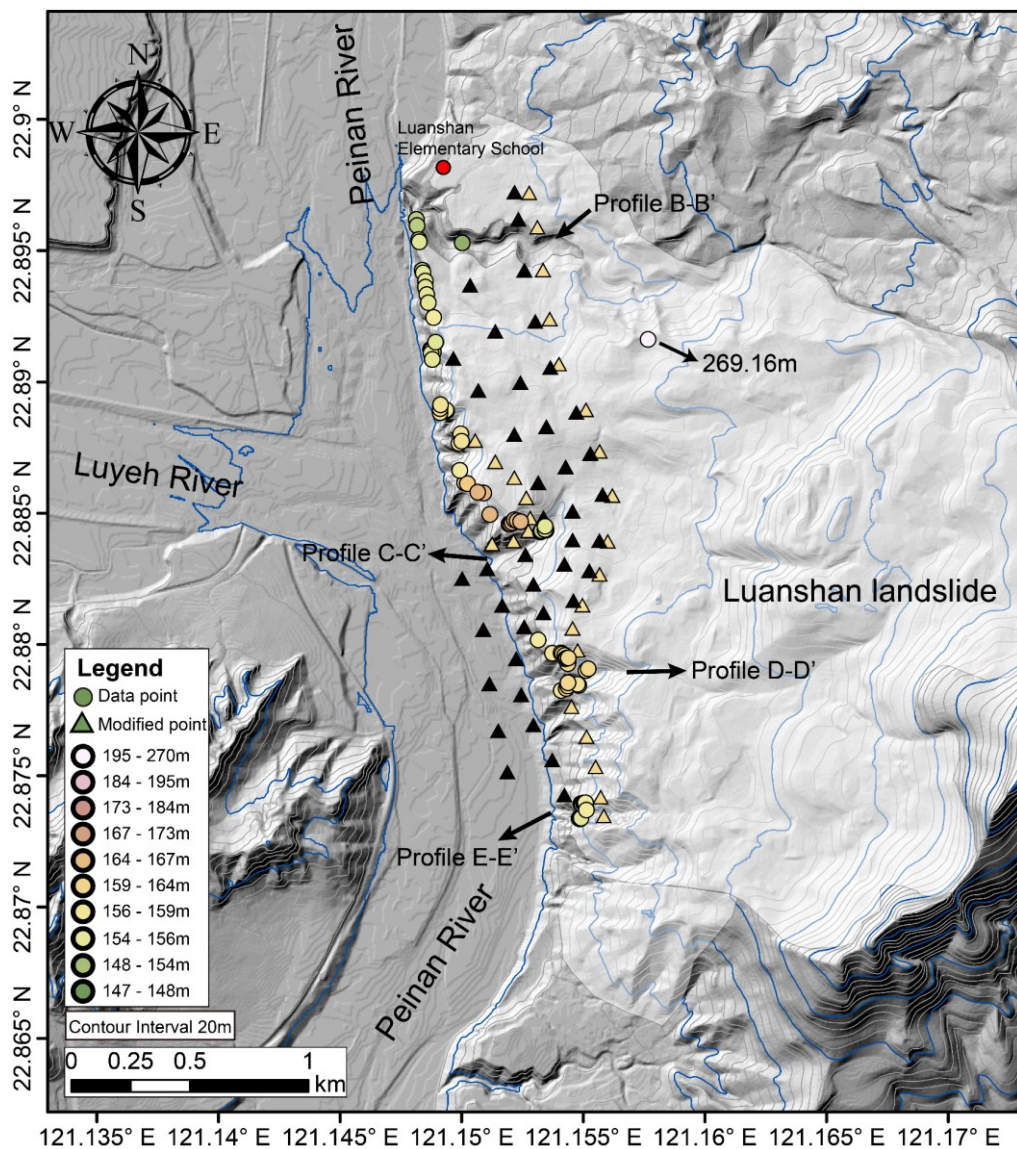 N
W
E
S
Peinan River
Peinan River
Luanshan
Elementary School
Profile B-B’
269.16m
Luyeh River
Profile C-C’
Luanshan landslide
Profile D-D’
Profile E-E’
Peinan River
Legend
Data point
Modified point
195 - 270m
184 - 195m
173 - 184m
167 - 173m
164 - 167m
159 - 164m
156 - 159m
154 - 156m
148 - 154m
147 - 148m
Contour Interval 20m
0 0.25 0.5 1
km
22.9° N
22.895° N
22.89° N
22.885° N
22.88° N
22.875° N
22.87° N
22.865° N
121.135° E 121.14° E 121.145° E 121.150° E 121.155° E 121.16° E 121.165° E 121.17° E